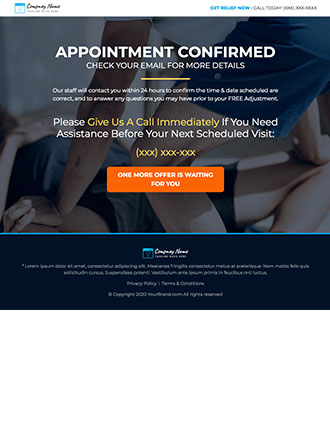 Company Name
TAGLINE GOES HERE
GET RELIEF NOW | CALL TODAY: (XXX) XXX-XXXX
APPOINTMENT CONFIRMED
CHECK YOUR EMAIL FOR MORE DETAILS
Our staff will contact you within 24 hours to confirm the time & date scheduled are
correct, and to answer any questions you may have prior to your FREE Adjustment.
Please Give Us A Call Immediately If You Need
Assistance Before Your Next Scheduled Visit:
(xxx) xxx-xxx
ONE MORE OFFER IS WAITING
FOR YOU
Company Name
TAGLINE GOES HERE
* Lorem ipsum dolor sit amet, consectetur adipiscing elit. Maecenas fringilla consectetur metus at scelerisque. Nam mattis felis quis
sollicitudin cursus. Suspendisse potenti. Vestibulum ante ipsum primis in faucibus orci luctus.
Privacy Policy | Terms & Conditions
© Copyright 2020 YourBrand.com All rights reserved